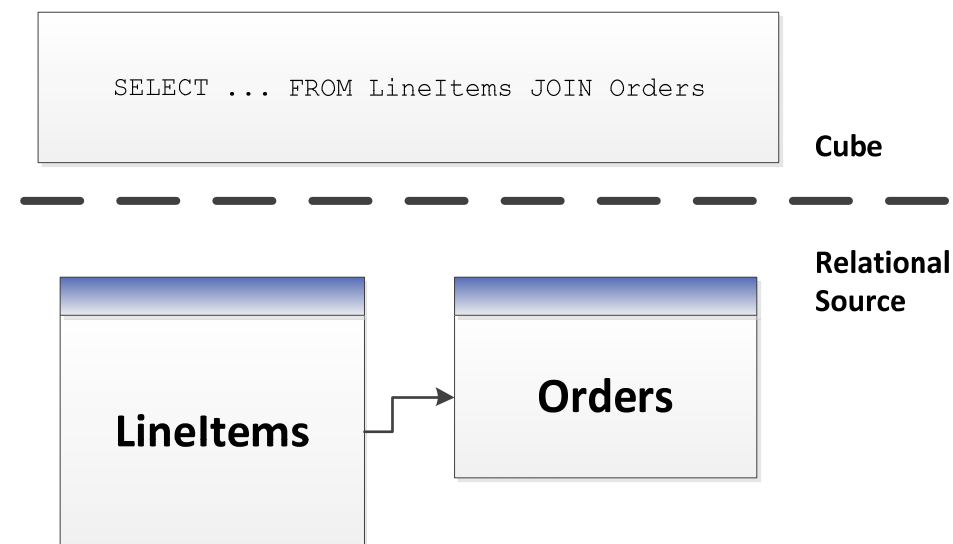 SELECT ... FROM LineItems JOIN Orders
Cube
Relational
Source
LineItems
Orders